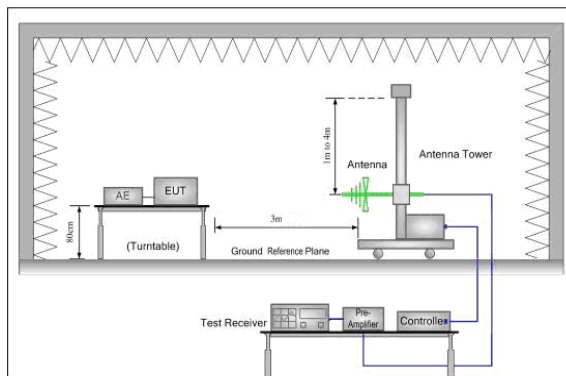 1m to 4m
Antenna Tower
Antenna
AE
EUT
3m
80cm
(Turntable)
Ground Reference Plane
Test Receiver
Pre-
Amplifier
Controller